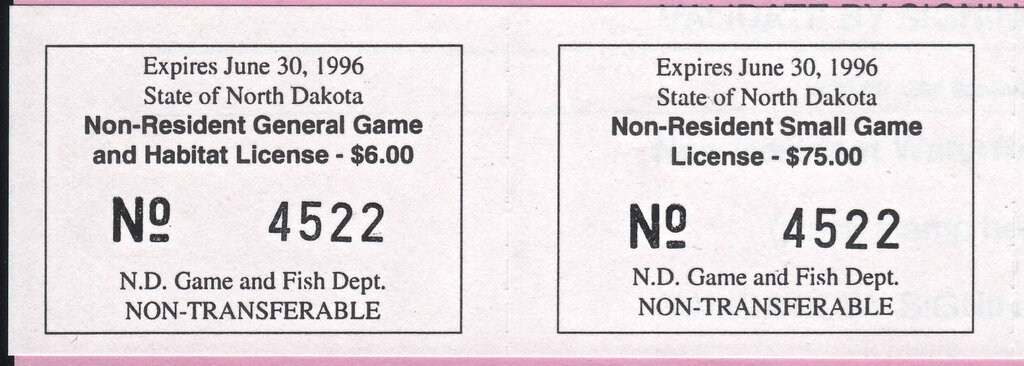 Expires June 30, 1996
State of North Dakota
Non-Resident General Game
and Habitat License - $6.00
Nº 4522
N.D. Game and Fish Dept.
NON-TRANSFERABLE
Expires June 30, 1996
State of North Dakota
Non-Resident Small Game
License - $75.00
Nº 4522
N.D. Game and Fish Dept.
NON-TRANSFERABLE